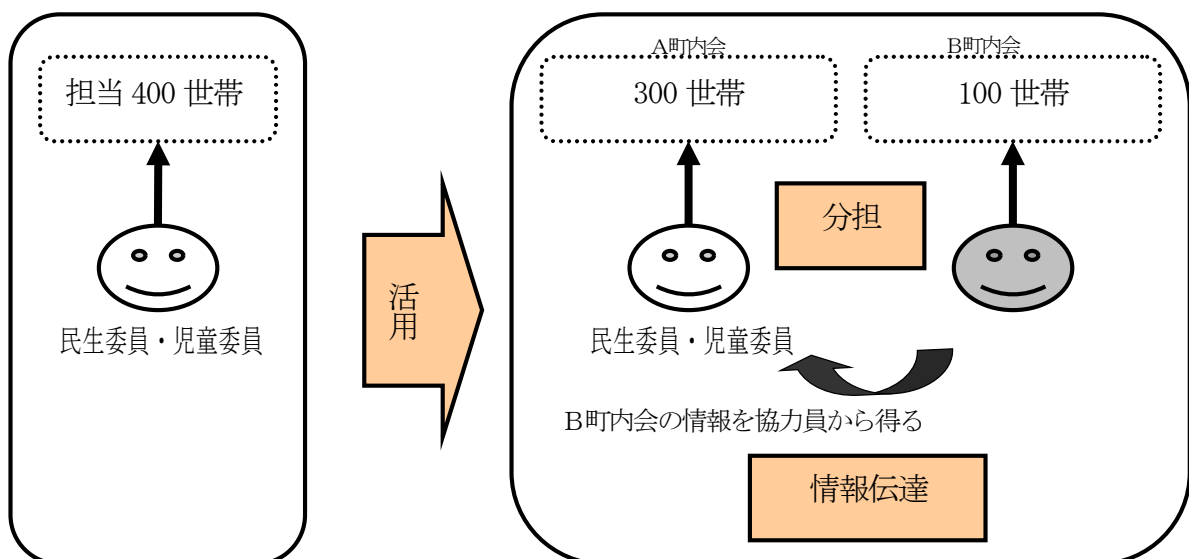 担当 400 世帯
民生委員・児童委員
活用
A町内会
300 世帯
B町内会
100 世帯
分担
民生委員・児童委員
B町内会の情報を協力員から得る
情報伝達